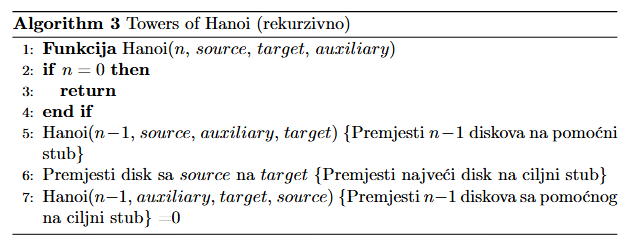 Algorithm 3 Towers of Hanoi (rekurzivno)
1: Funkcija Hanoi(n, source, target, auxiliary)
2: if n = 0 then
3: return
4: end if
5: Hanoi(n−1, source, auxiliary, target) {Premjesti n−1 diskova na pomoćni
stub}
6: Premjesti disk sa source na target {Premjesti najveći disk na ciljni stub}
7: Hanoi(n−1, auxiliary, target, source) {Premjesti n−1 diskova sa pomoćnog
na ciljni stub} =0